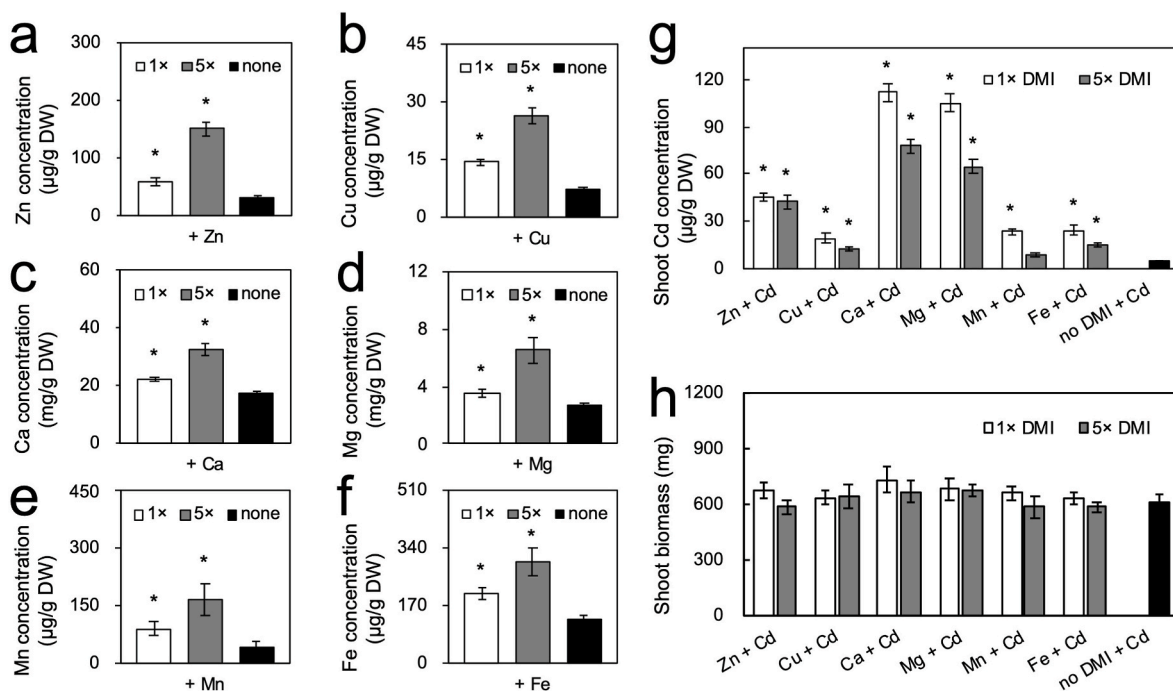 a
Zn concentration
(µg/g DW)
300
200
100
0
1× 5× none
*
*
+ Zn
b
Cu concentration
(µg/g DW)
45
30
15
0
1× 5× none
*
*
+ Cu
c
Ca concentration
(mg/g DW)
60
40
20
0
1× 5× none
*
*
+ Ca
d
Mg concentration
(mg/g DW)
12
8
4
0
1× 5× none
*
*
+ Mg
e
Mn concentration
(µg/g DW)
450
300
150
0
1× 5× none
*
*
+ Mn
f
Fe concentration
(µg/g DW)
510
340
170
0
1× 5× none
*
*
+ Fe
g
Shoot Cd concentration
(µg/g DW)
120
90
60
30
0
1× DMI 5× DMI
* * * * * * * * * * *
Zn + Cd Cu + Cd Ca + Cd Mg + Cd Mn + Cd Fe + Cd no DMI + Cd
h
Shoot biomass (mg)
1200
900
600
300
0
1× DMI 5× DMI
Zn + Cd Cu + Cd Ca + Cd Mg + Cd Mn + Cd Fe + Cd no DMI + Cd